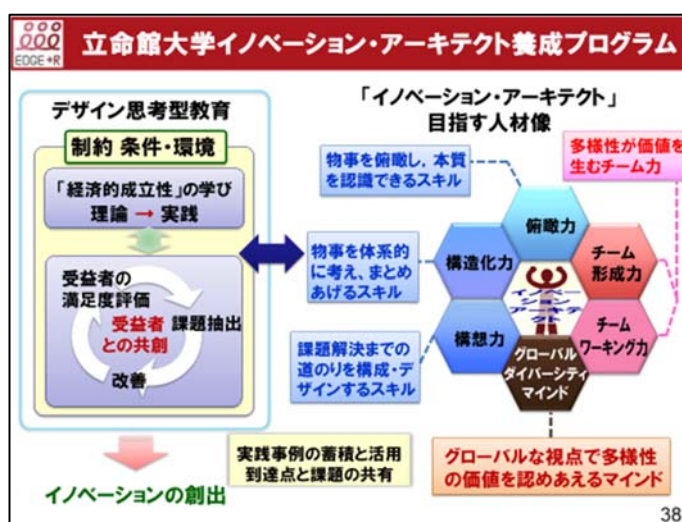 EDGE+R
立命館大学イノベーション・アーキテクト養成プログラム
デザイン思考型教育
制約 条件・環境
「経済的成立性」の学び
理論 → 実践
受益者の
満足度評価
受益者
との共創
課題抽出
改善
イノベーションの創出
「イノベーション・アーキテクト」
目指す人材像
物事を俯瞰し、本質
を認識できるスキル
物事を体系的
に考え、まとめ
あげるスキル
課題解決までの
道のりを構成・デ
ザインするスキル
多様性が価値を
生むチーム力
俯瞰力
構造化力
構想力
チーム
形成力
チーム
ワーキング力
グローバル
ダイバーシティ
マインド
イノベー
ション
アーキテ
クト
実践事例の蓄積と活用
到達点と課題の共有
グローバルな視点で多様性
の価値を認めあえるマインド
38